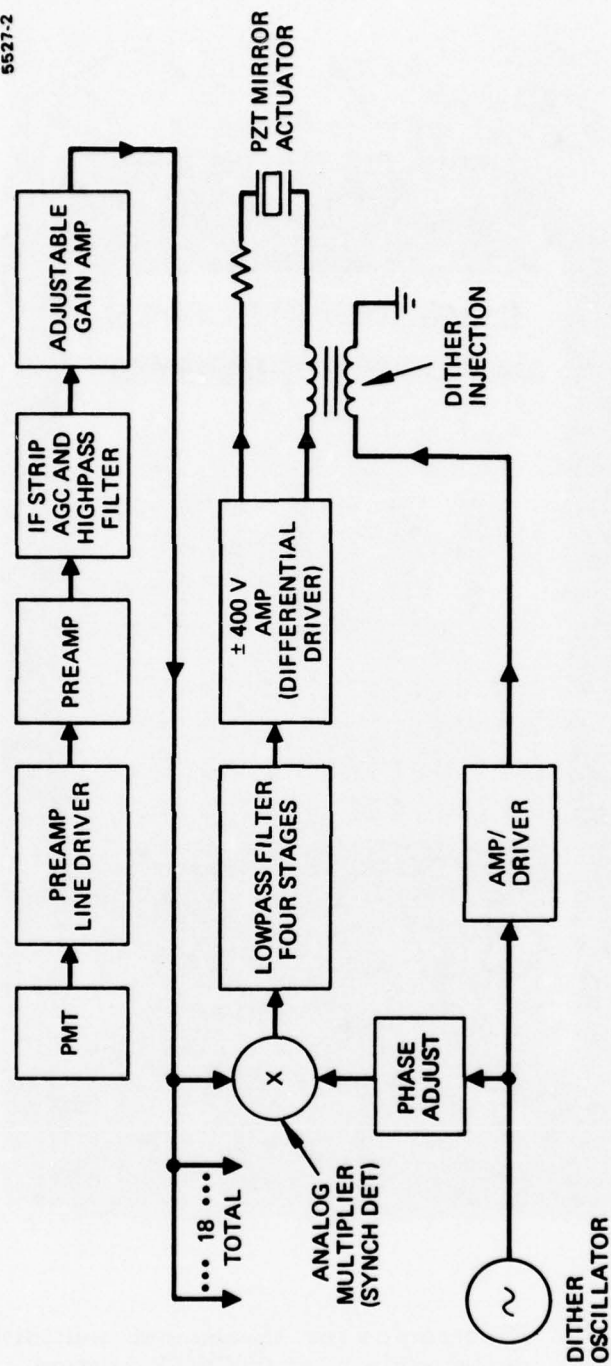 5527-2
PMT
PREAMP
LINE DRIVER
PREAMP
IF STRIP
AGC AND
HIGHPASS
FILTER
ADJUSTABLE
GAIN AMP
••• 18 •••
TOTAL
ANALOG
MULTIPLIER
(SYNCH DET)
X
LOWPASS FILTER
FOUR STAGES
± 400 V
AMP
(DIFFERENTIAL
DRIVER)
PZT MIRROR
ACTUATOR
DITHER
INJECTION
PHASE
ADJUST
AMP/
DRIVER
~
DITHER
OSCILLATOR